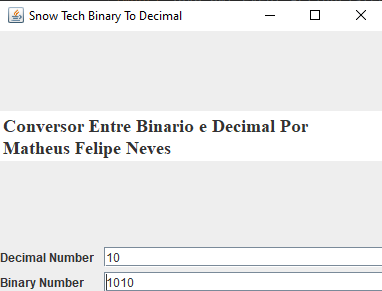 Snow Tech Binary To Decimal
Conversor Entre Binario e Decimal Por
Matheus Felipe Neves
Decimal Number 10
Binary Number 1010